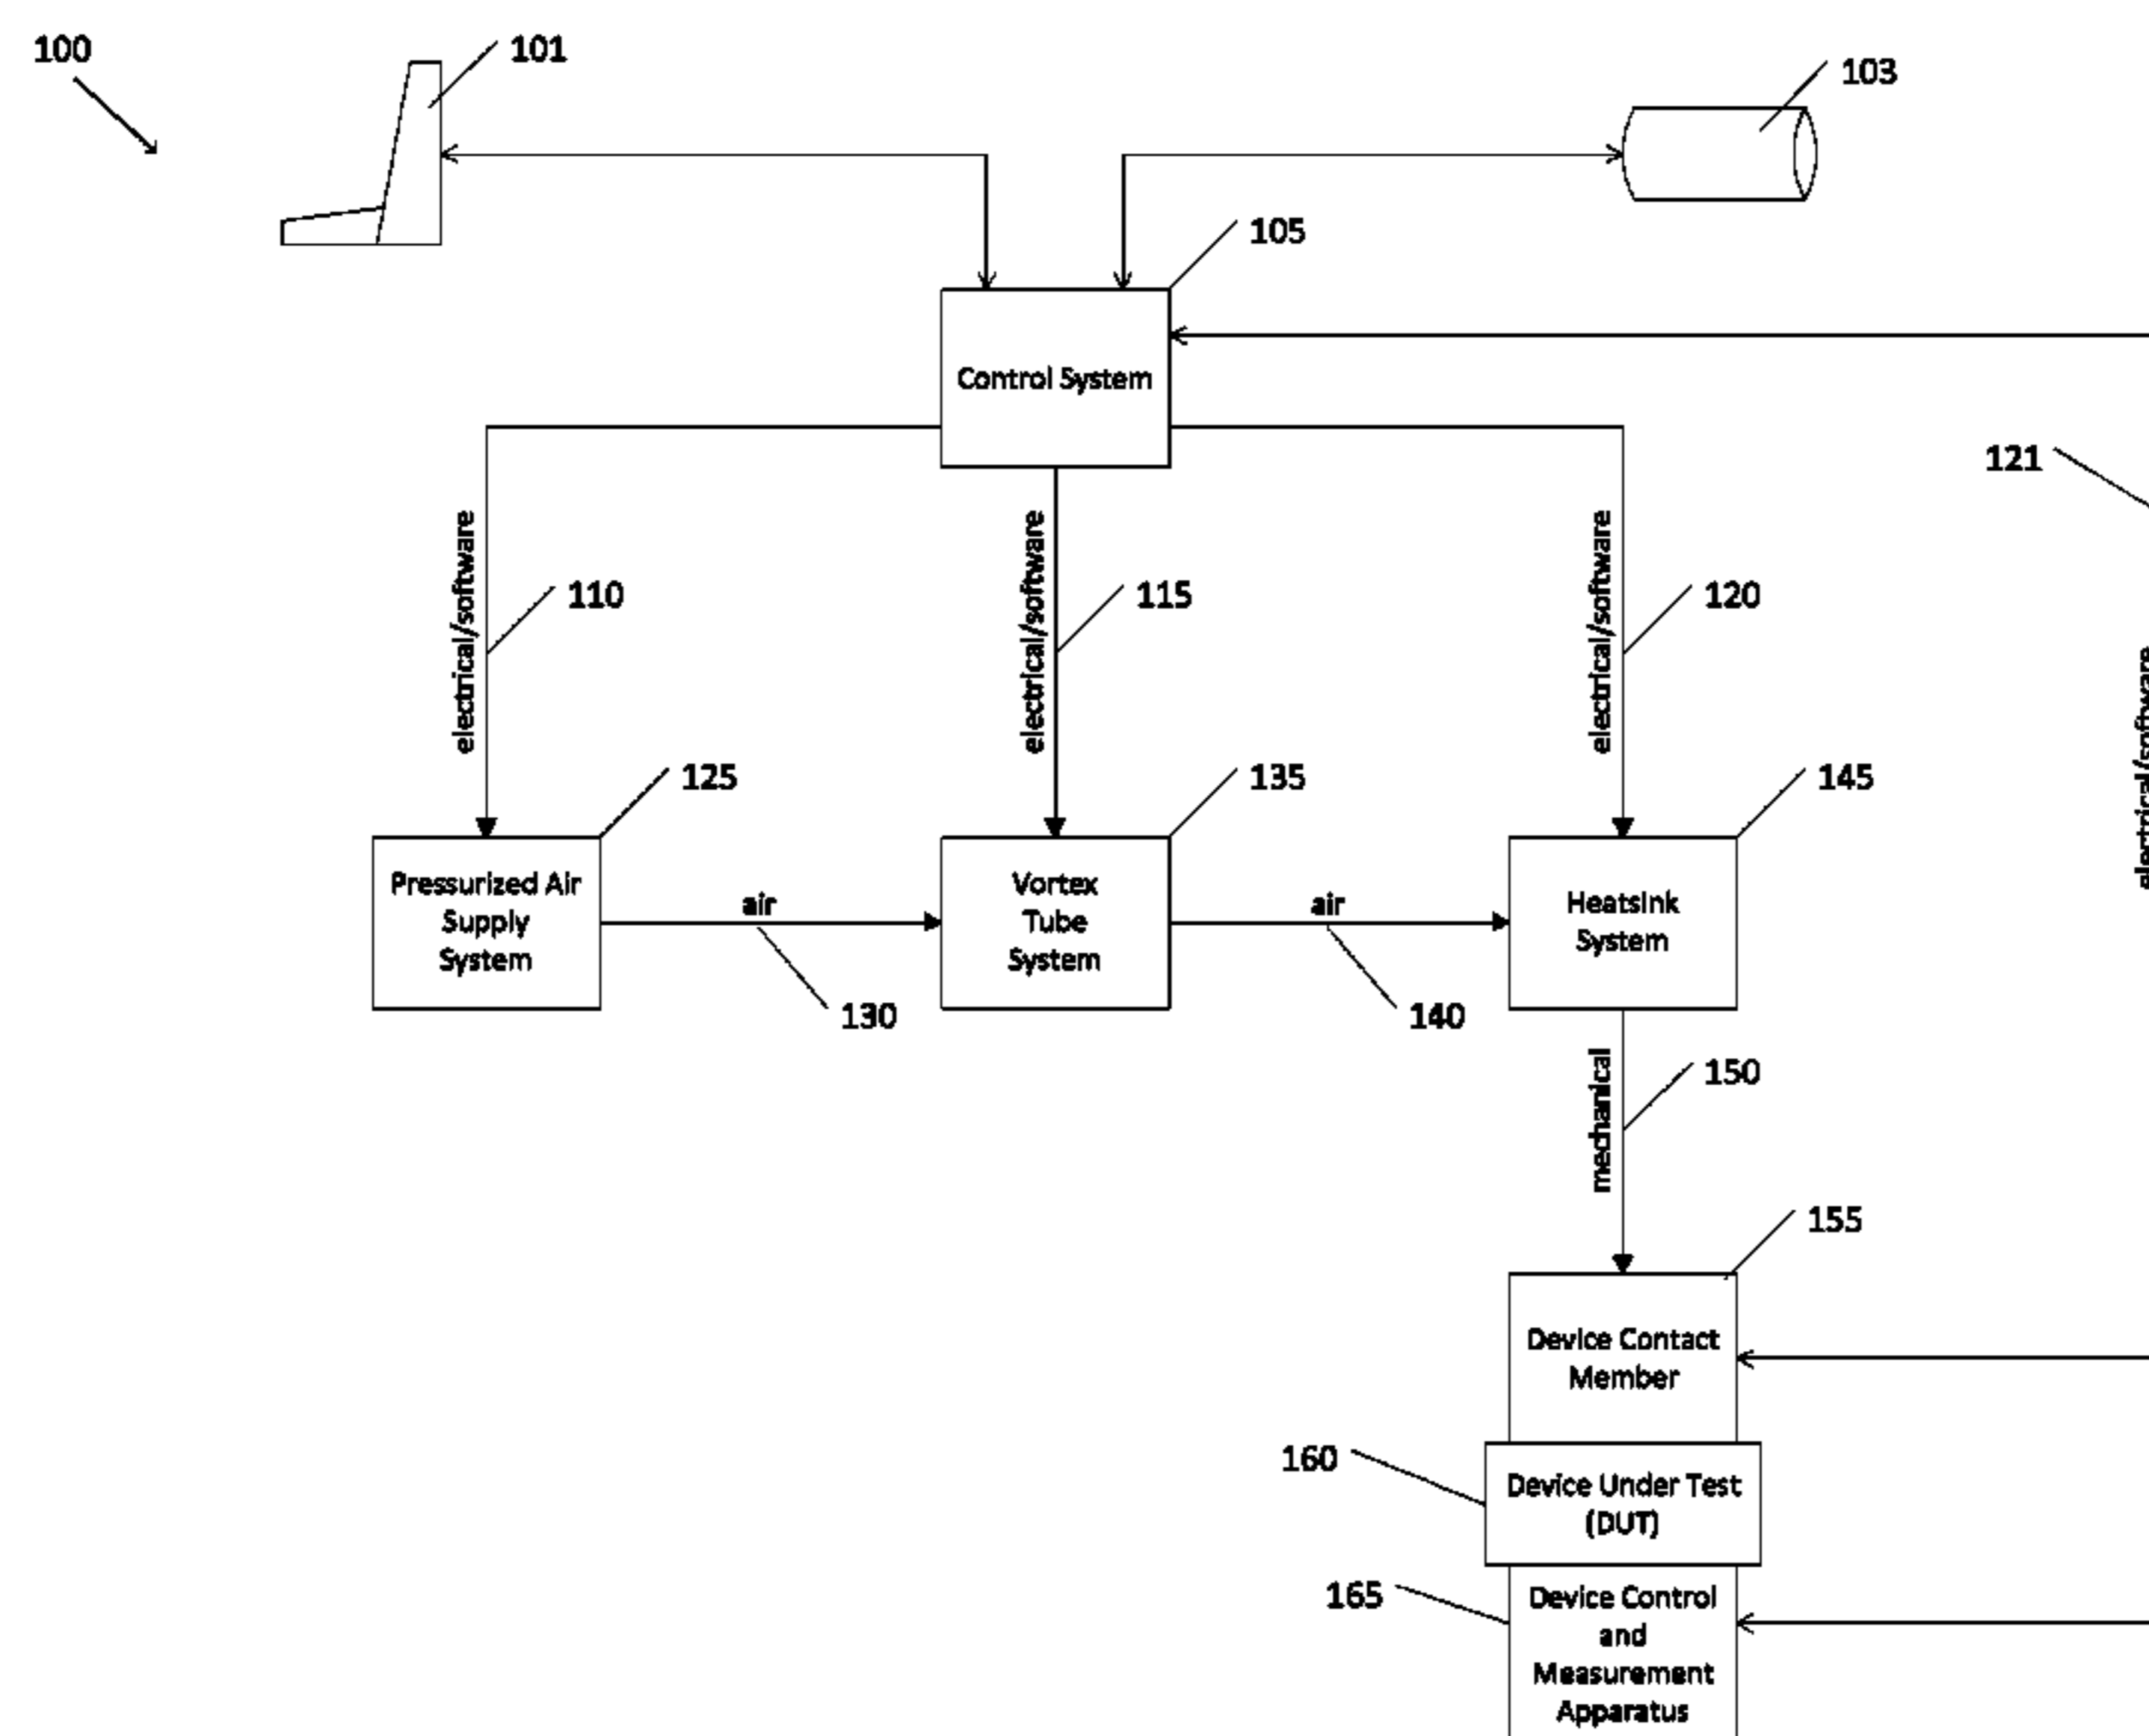 100
101
103
105
Control System
121
electrical/software
electrical/software
electrical/software
electrical/software
110
115
120
125
135
145
Pressurized Air
Supply
System
air
130
Vortex
Tube
System
air
140
Heatsink
System
mechanical
150
155
Device Contact
Member
160
Device Under Test
(DUT)
165
Device Control
and
Measurement
Apparatus